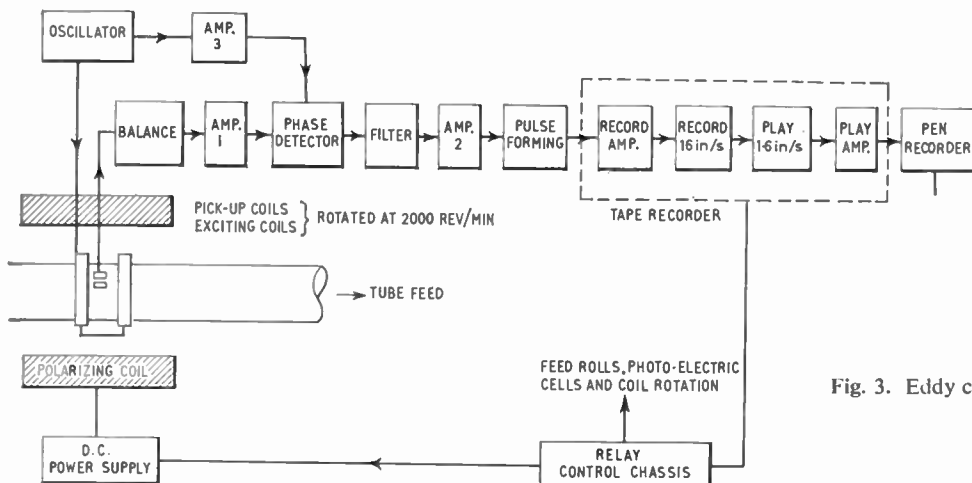 OSCILLATOR
AMP.
3
BALANCE
AMP.
1
PHASE
DETECTOR
FILTER
AMP.
2
PULSE
FORMING
RECORD
AMP.
RECORD
16 in/s
PLAY
1·6 in/s
PLAY
AMP.
PEN
RECORDER
TAPE RECORDER
PICK-UP COILS
EXCITING COILS
ROTATED AT 2000 REV/MIN
TUBE FEED
POLARIZING COIL
FEED ROLLS, PHOTO-ELECTRIC
CELLS AND COIL ROTATION
Fig. 3. Eddy c
D.C.
POWER SUPPLY
RELAY
CONTROL CHASSIS